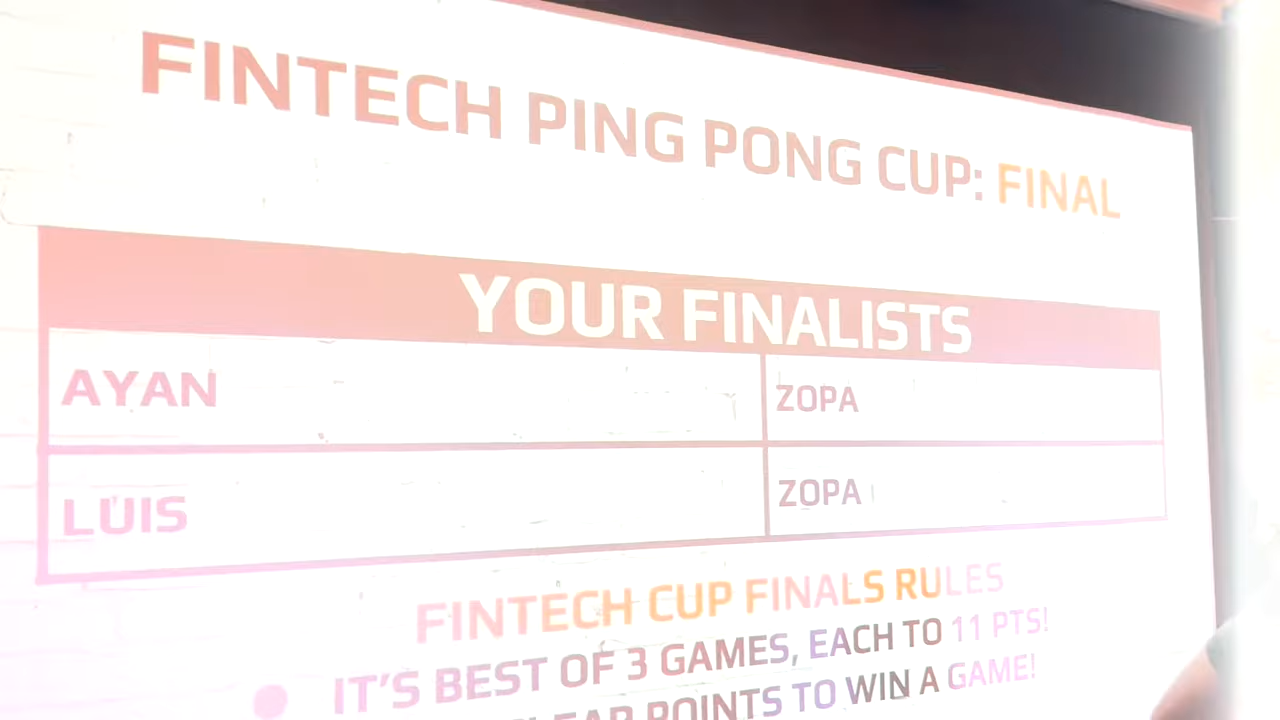 FINTECH PING PONG CUP: FINAL
YOUR FINALISTS
AYAN ZOPA
LUIS ZOPA
FINTECH CUP FINALS RULES
● IT'S BEST OF 3 GAMES, EACH TO 11 PTS!
CLEAR POINTS TO WIN A GAME!